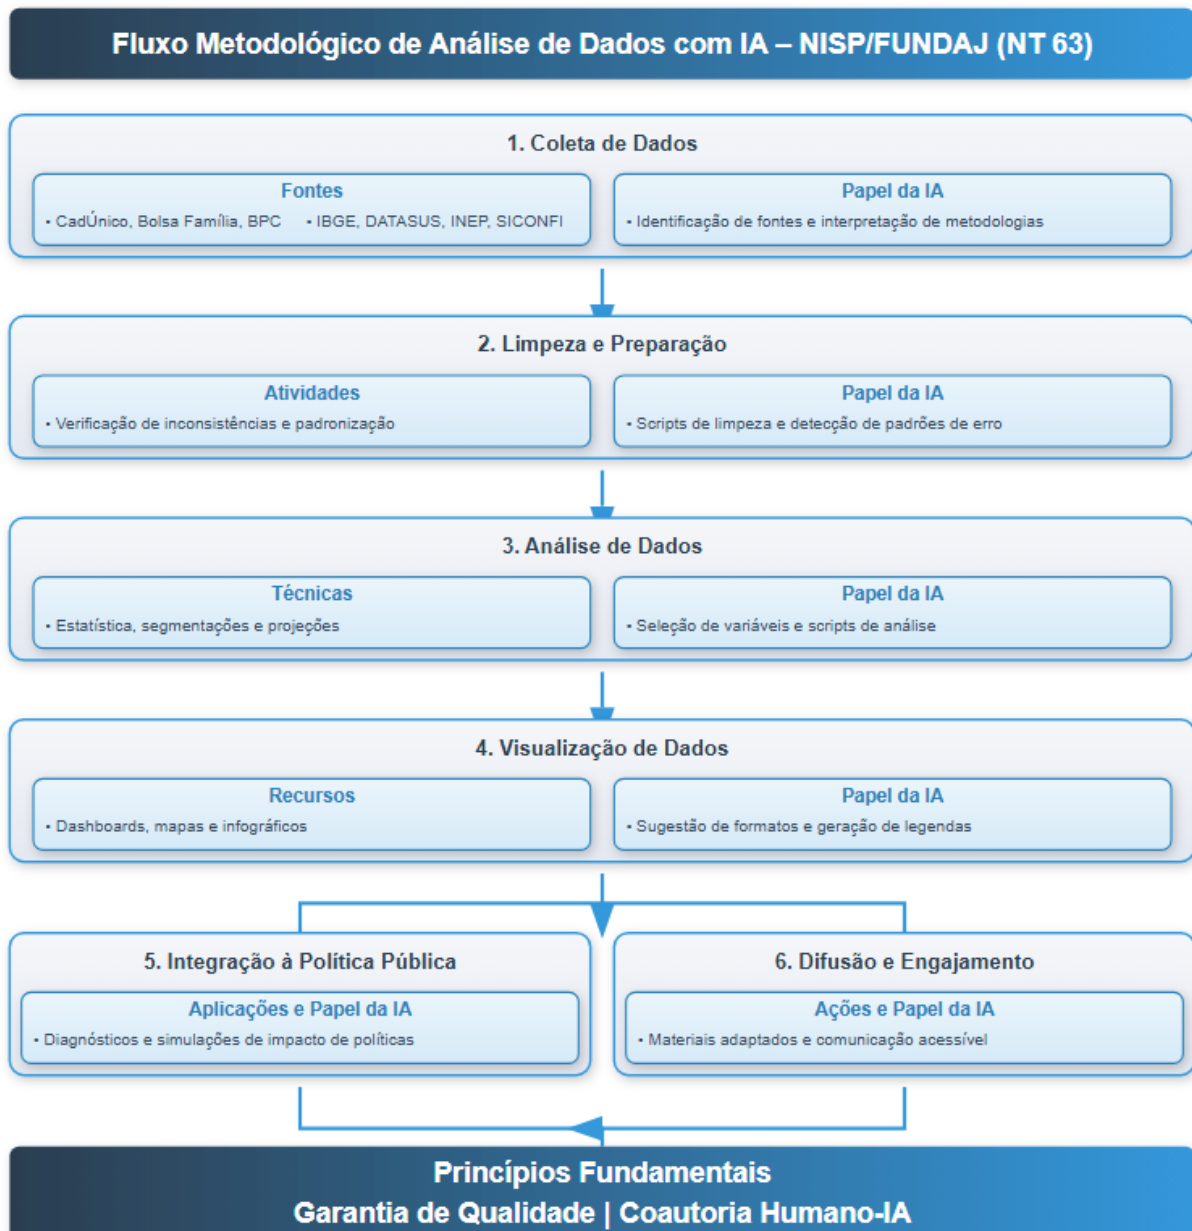 Fluxo Metodológico de Análise de Dados com IA – NISP/FUNDAJ (NT 63)
1. Coleta de Dados
Fontes
• CadÚnico, Bolsa Família, BPC • IBGE, DATASUS, INEP, SICONFI
Papel da IA
• Identificação de fontes e interpretação de metodologias
2. Limpeza e Preparação
Atividades
• Verificação de inconsistências e padronização
Papel da IA
• Scripts de limpeza e detecção de padrões de erro
3. Análise de Dados
Técnicas
• Estatística, segmentações e projeções
Papel da IA
• Seleção de variáveis e scripts de análise
4. Visualização de Dados
Recursos
• Dashboards, mapas e infográficos
Papel da IA
• Sugestão de formatos e geração de legendas
5. Integração à Política Pública
Aplicações e Papel da IA
• Diagnósticos e simulações de impacto de políticas
6. Difusão e Engajamento
Ações e Papel da IA
• Materiais adaptados e comunicação acessível
Princípios Fundamentais
Garantia de Qualidade | Coautoria Humano-IA